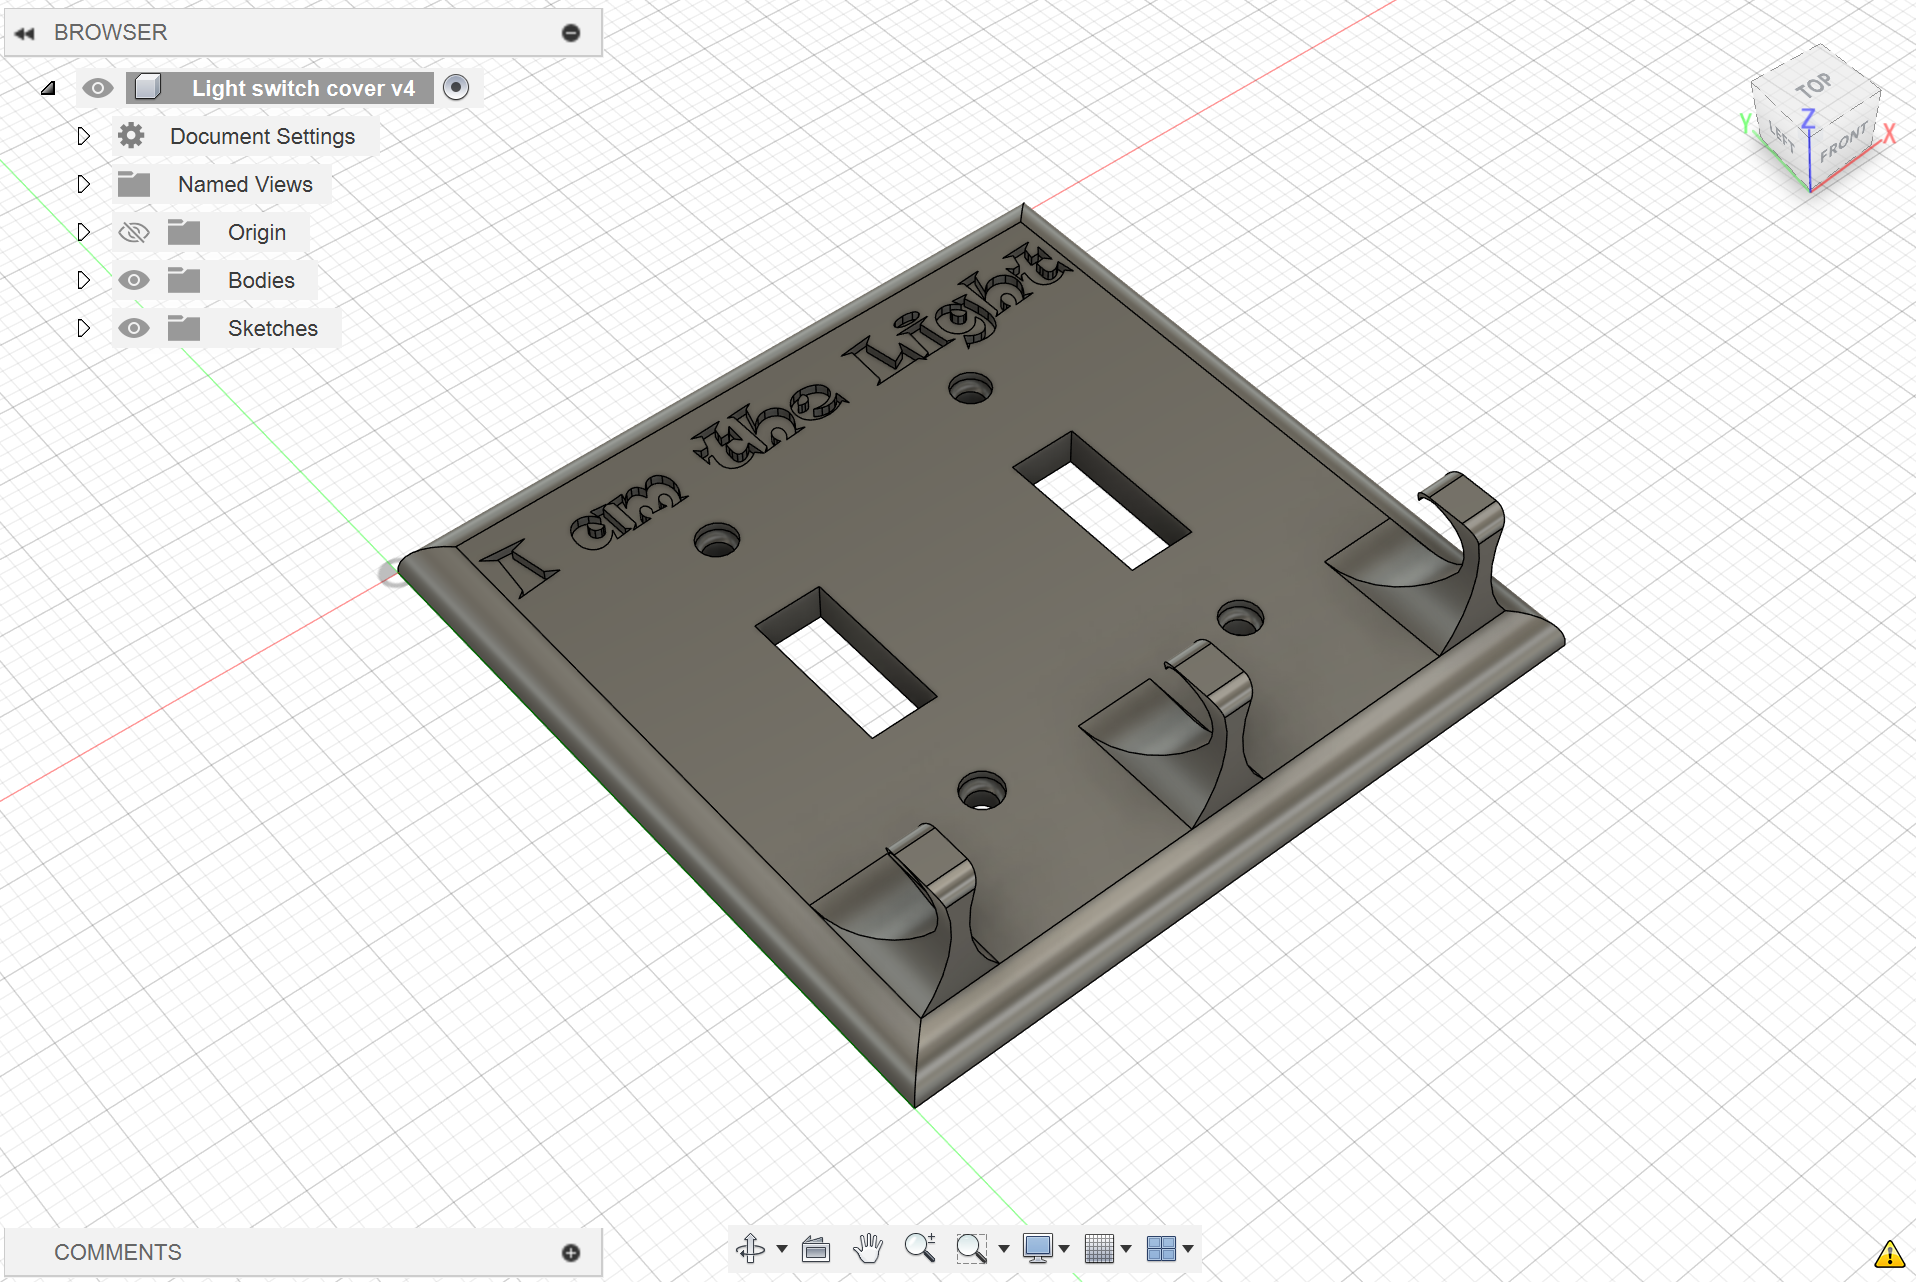 BROWSER
Light switch cover v4
Document Settings
Named Views
Origin
Bodies
Sketches
TOP
LEFT
FRONT
X
Y
Z
I am the Light
COMMENTS